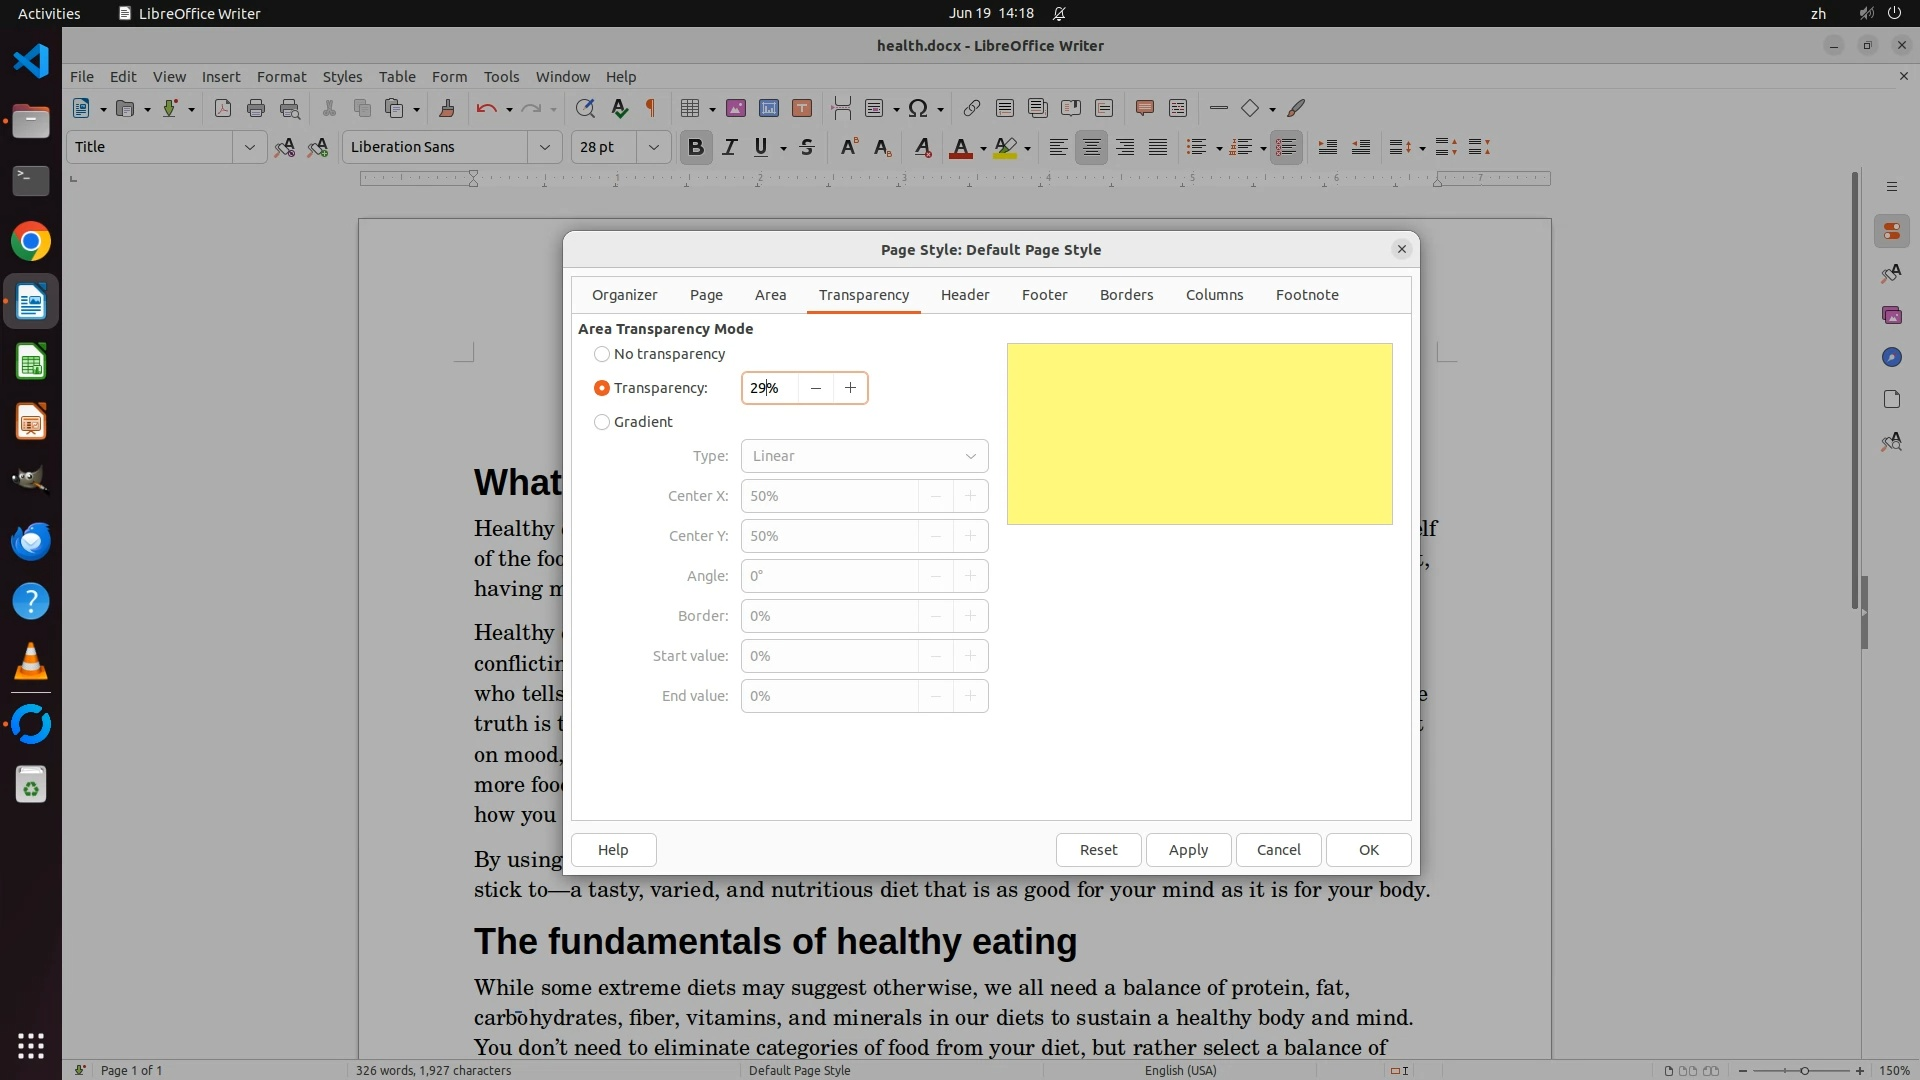 Activities LibreOffice Writer Jun 19 14:18 zh
health.docx - LibreOffice Writer
File Edit View Insert Format Styles Table Form Tools Window Help
Title Liberation Sans 28 pt
1 2 3 4 5 6 7
Page Style: Default Page Style
Organizer Page Area Transparency Header Footer Borders Columns Footnote
Area Transparency Mode
No transparency
Transparency: 29%
Gradient
Type: Linear
Center X: 50%
Center Y: 50%
Angle: 0°
Border: 0%
Start value: 0%
End value: 0%
Help Reset Apply Cancel OK
What
Healthy
of the foo
having m
Healthy
conflictin
who tells
truth is t
on mood,
more foo
how you
By using
stick to—a tasty, varied, and nutritious diet that is as good for your mind as it is for your body.
The fundamentals of healthy eating
While some extreme diets may suggest otherwise, we all need a balance of protein, fat,
carbohydrates, fiber, vitamins, and minerals in our diets to sustain a healthy body and mind.
You don’t need to eliminate categories of food from your diet, but rather select a balance of
Page 1 of 1 326 words, 1,927 characters Default Page Style English (USA) 150%